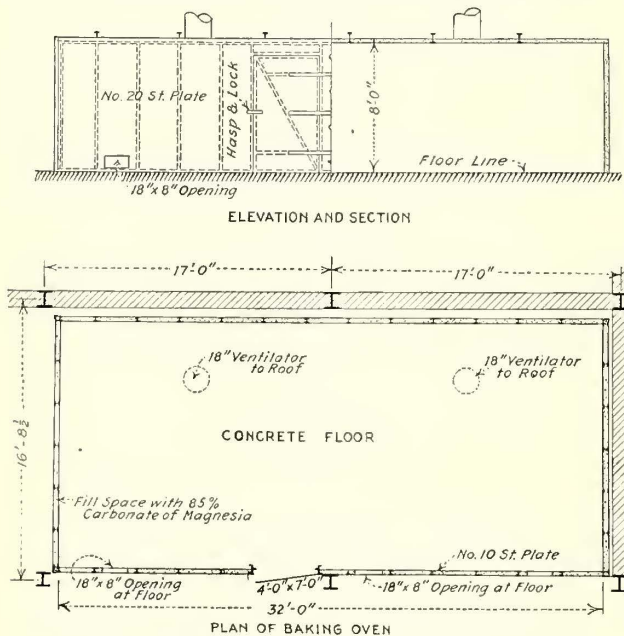 No. 20 St. Plate
Hasp & Lock
8'-0"
Floor Line
18"x 8" Opening
ELEVATION AND SECTION
17'-0"
17'-0"
18" Ventilator
to Roof
18" Ventilator
to Roof
16'-8½"
CONCRETE FLOOR
Fill Space with 85%
Carbonate of Magnesia
No. 10 St. Plate
18"x 8" Opening
at Floor
4'-0"x 7'-0"
18"x 8" Opening at Floor
32'-0"
PLAN OF BAKING OVEN